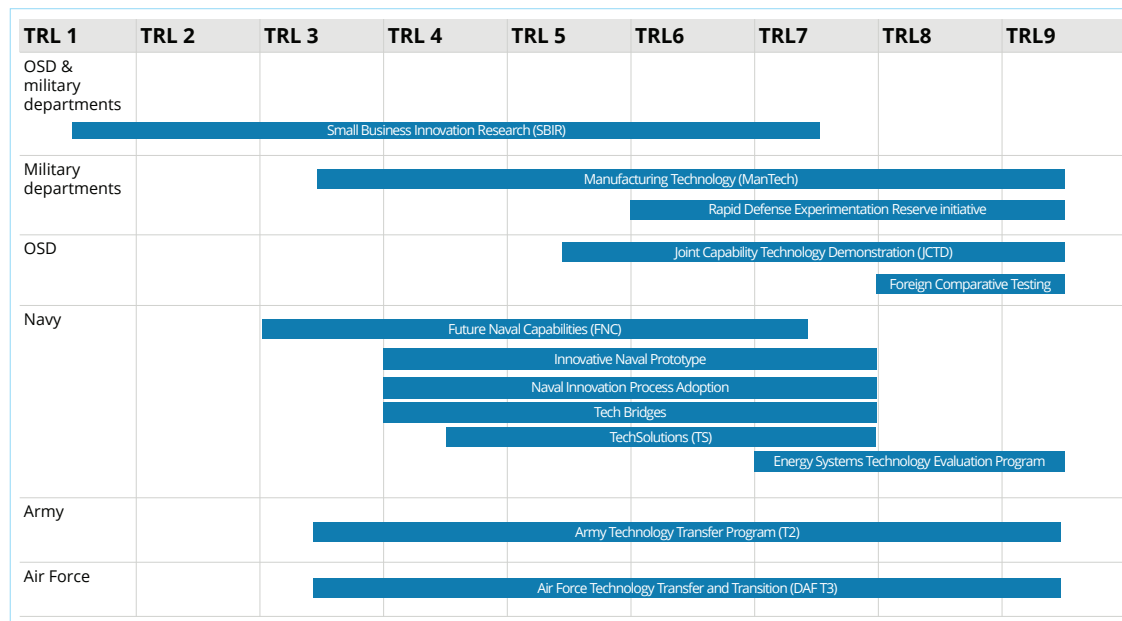 TRL 1 TRL 2 TRL 3 TRL 4 TRL 5 TRL6 TRL7 TRL8 TRL9
OSD &
military
departments
Small Business Innovation Research (SBIR)
Military
departments
Manufacturing Technology (ManTech)
Rapid Defense Experimentation Reserve initiative
OSD
Joint Capability Technology Demonstration (JCTD)
Foreign Comparative Testing
Navy
Future Naval Capabilities (FNC)
Innovative Naval Prototype
Naval Innovation Process Adoption
Tech Bridges
TechSolutions (TS)
Energy Systems Technology Evaluation Program
Army
Army Technology Transfer Program (T2)
Air Force
Air Force Technology Transfer and Transition (DAF T3)